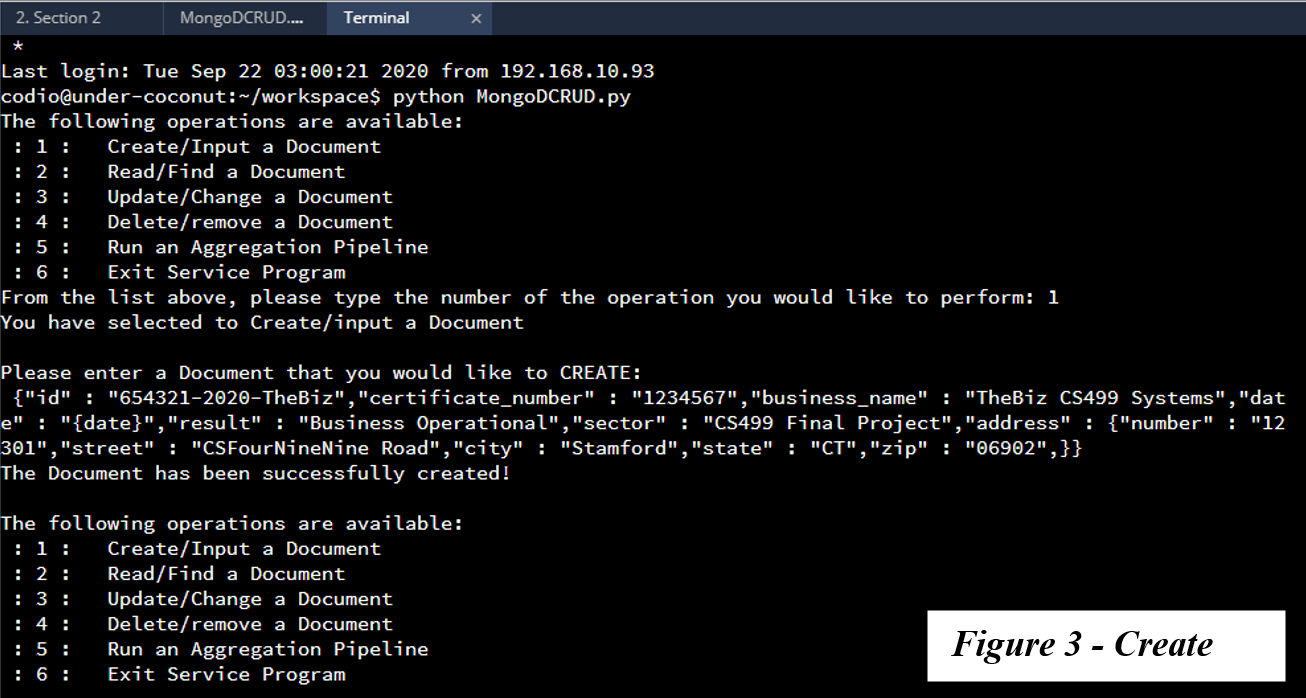 2. Section 2 MongoDCRUD.... Terminal ×
*
Last login: Tue Sep 22 03:00:21 2020 from 192.168.10.93
codio@under-coconut:~/workspace$ python MongoDCRUD.py
The following operations are available:
: 1 : Create/Input a Document
: 2 : Read/Find a Document
: 3 : Update/Change a Document
: 4 : Delete/remove a Document
: 5 : Run an Aggregation Pipeline
: 6 : Exit Service Program
From the list above, please type the number of the operation you would like to perform: 1
You have selected to Create/input a Document
Please enter a Document that you would like to CREATE:
{"id" : "654321-2020-TheBiz","certificate_number" : "1234567","business_name" : "TheBiz CS499 Systems","dat
e" : "{date}","result" : "Business Operational","sector" : "CS499 Final Project","address" : {"number" : "12
301","street" : "CSFourNineNine Road","city" : "Stamford","state" : "CT","zip" : "06902",}}
The Document has been successfully created!
The following operations are available:
: 1 : Create/Input a Document
: 2 : Read/Find a Document
: 3 : Update/Change a Document
: 4 : Delete/remove a Document
: 5 : Run an Aggregation Pipeline
: 6 : Exit Service Program
Figure 3 - Create